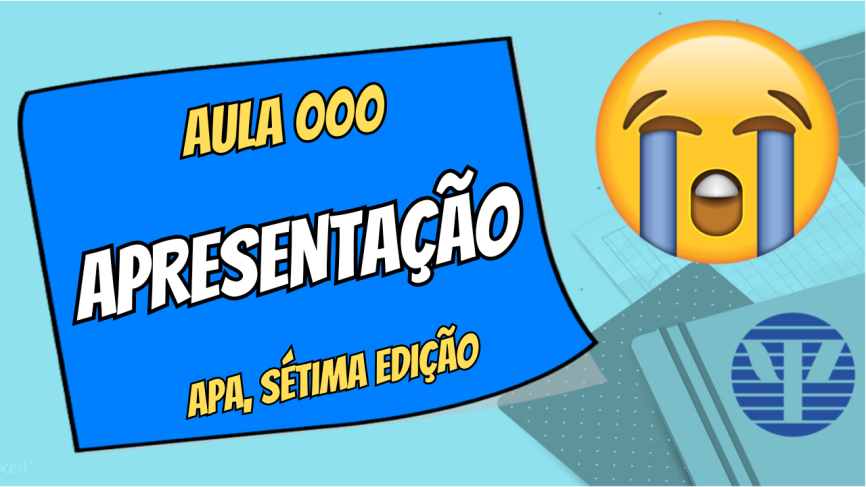 AULA 000
APRESENTAÇÃO
APA, SÉTIMA EDIÇÃO